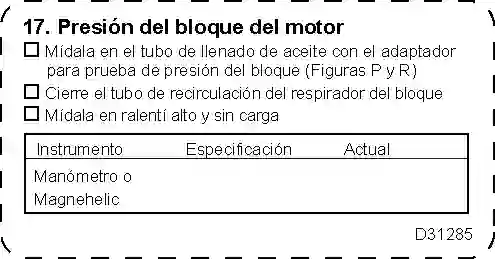 17. Presión del bloque del motor
Mídala en el tubo de llenado de aceite con el adaptador
para prueba de presión del bloque (Figuras P y R)
Cierre el tubo de recirculación del respirador del bloque
Mídala en ralentí alto y sin carga
Instrumento Especificación Actual
Manómetro o
Magnehelic
D31285